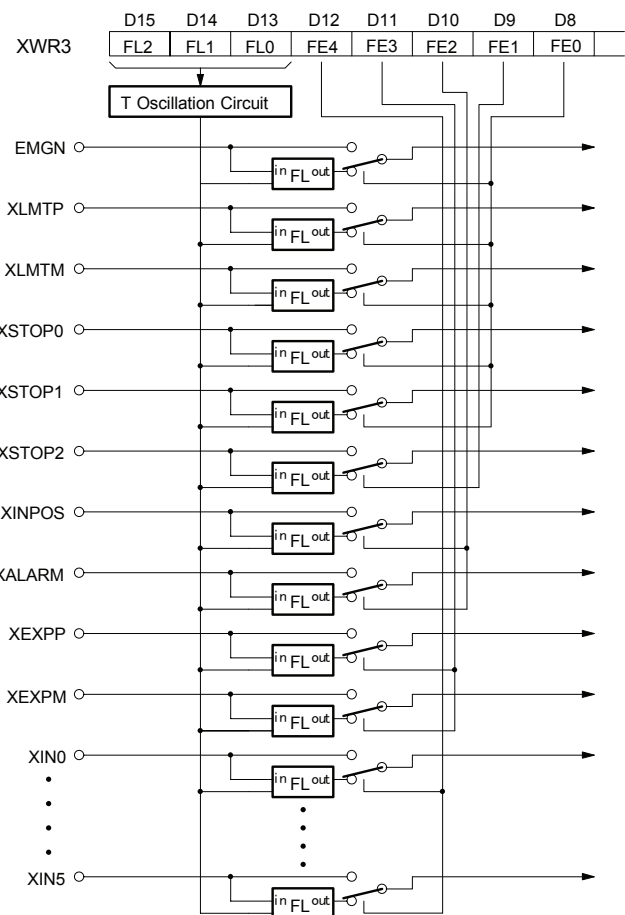 D15 D14 D13 D12 D11 D10 D9 D8
XWR3 FL2 FL1 FL0 FE4 FE3 FE2 FE1 FE0
T Oscillation Circuit
EMGN
in FL out
XLMTP
in FL out
XLMTM
in FL out
XSTOP0
in FL out
XSTOP1
in FL out
XSTOP2
in FL out
XINPOS
in FL out
XALARM
in FL out
XEXPP
in FL out
XEXPM
in FL out
XIN0
in FL out
XIN5
in FL out